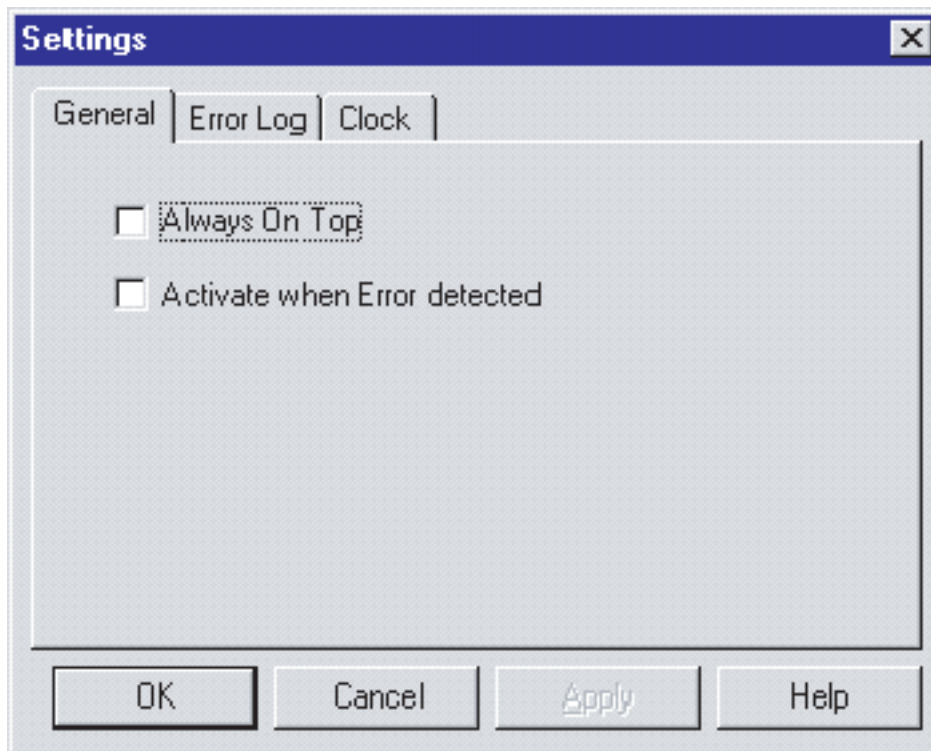 Settings
General
Error Log
Clock
Always On Top
Activate when Error detected
OK
Cancel
Apply
Help